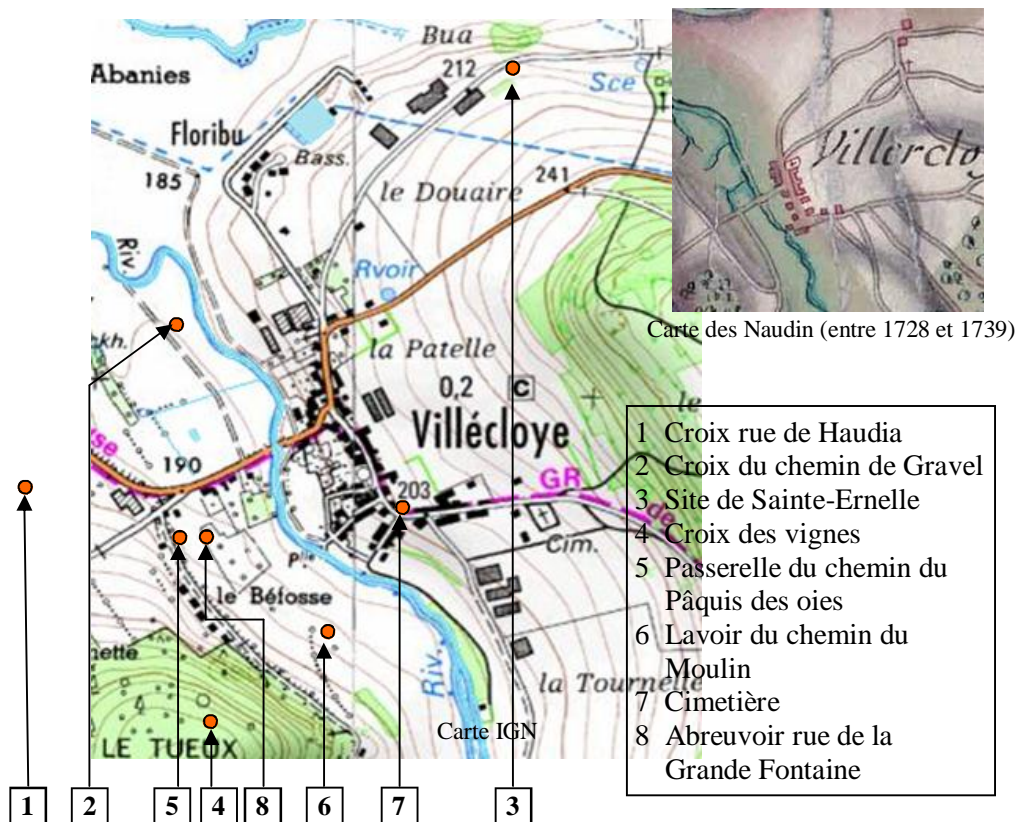 Bua
212
Abanies
Sce
Floribu
Bass.
185
le Douaire
241
Riv.
Rvoir
la Patelle
0,2 C
Villécloye
le
190
GR
de
203
Cim.
Plle
le Béfosse
Riv.
la Tournelle
LE TUEUX
Carte IGN
Villercloy
Carte des Naudin (entre 1728 et 1739)
1 Croix rue de Haudia
2 Croix du chemin de Gravel
3 Site de Sainte-Ernelle
4 Croix des vignes
5 Passerelle du chemin du
Pâquis des oies
6 Lavoir du chemin du
Moulin
7 Cimetière
8 Abreuvoir rue de la
Grande Fontaine
1 2 5 4 8 6 7 3